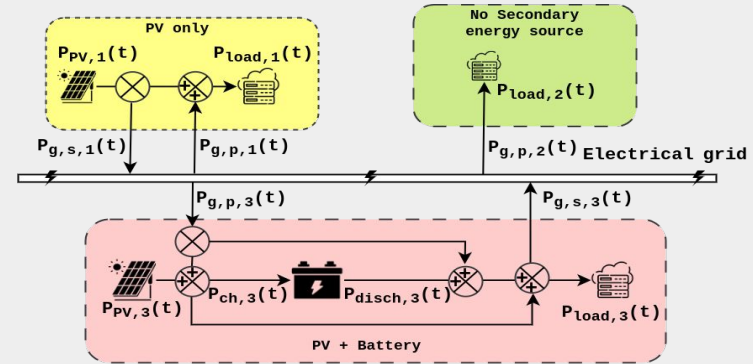 PV only
P_PV,1(t)
P_load,1(t)
++
P_g,s,1(t)
P_g,p,1(t)
No Secondary
energy source
P_load,2(t)
P_g,p,2(t)
Electrical grid
P_g,p,3(t)
P_g,s,3(t)
++
++
++
P_PV,3(t)
P_ch,3(t)
P_disch,3(t)
P_load,3(t)
PV + Battery